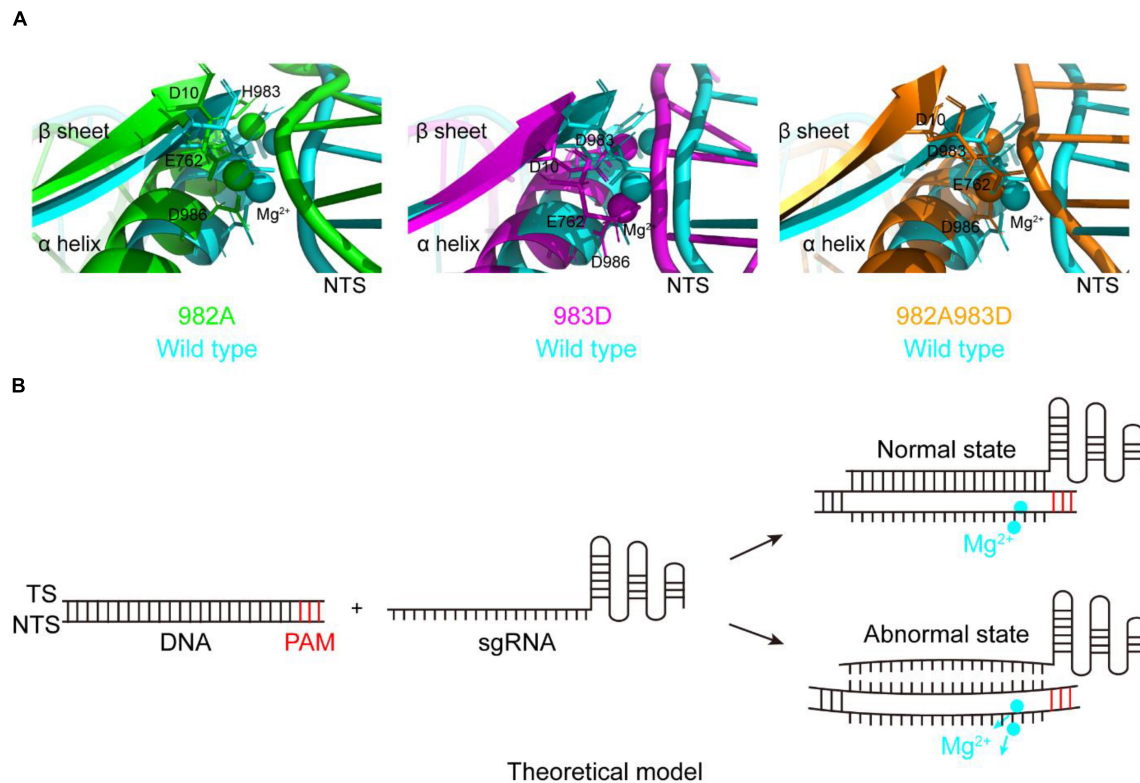 A
D10
H983
β sheet
E762
D986
Mg2+
α helix
NTS
982A
Wild type
D983
β sheet
D10
E762
Mg2+
α helix
D986
NTS
983D
Wild type
D10
β sheet
D983
E762
D986
Mg2+
α helix
NTS
982A983D
Wild type
B
TS
NTS
DNA
PAM
+
sgRNA
Normal state
Mg2+
Abnormal state
Mg2+
Theoretical model